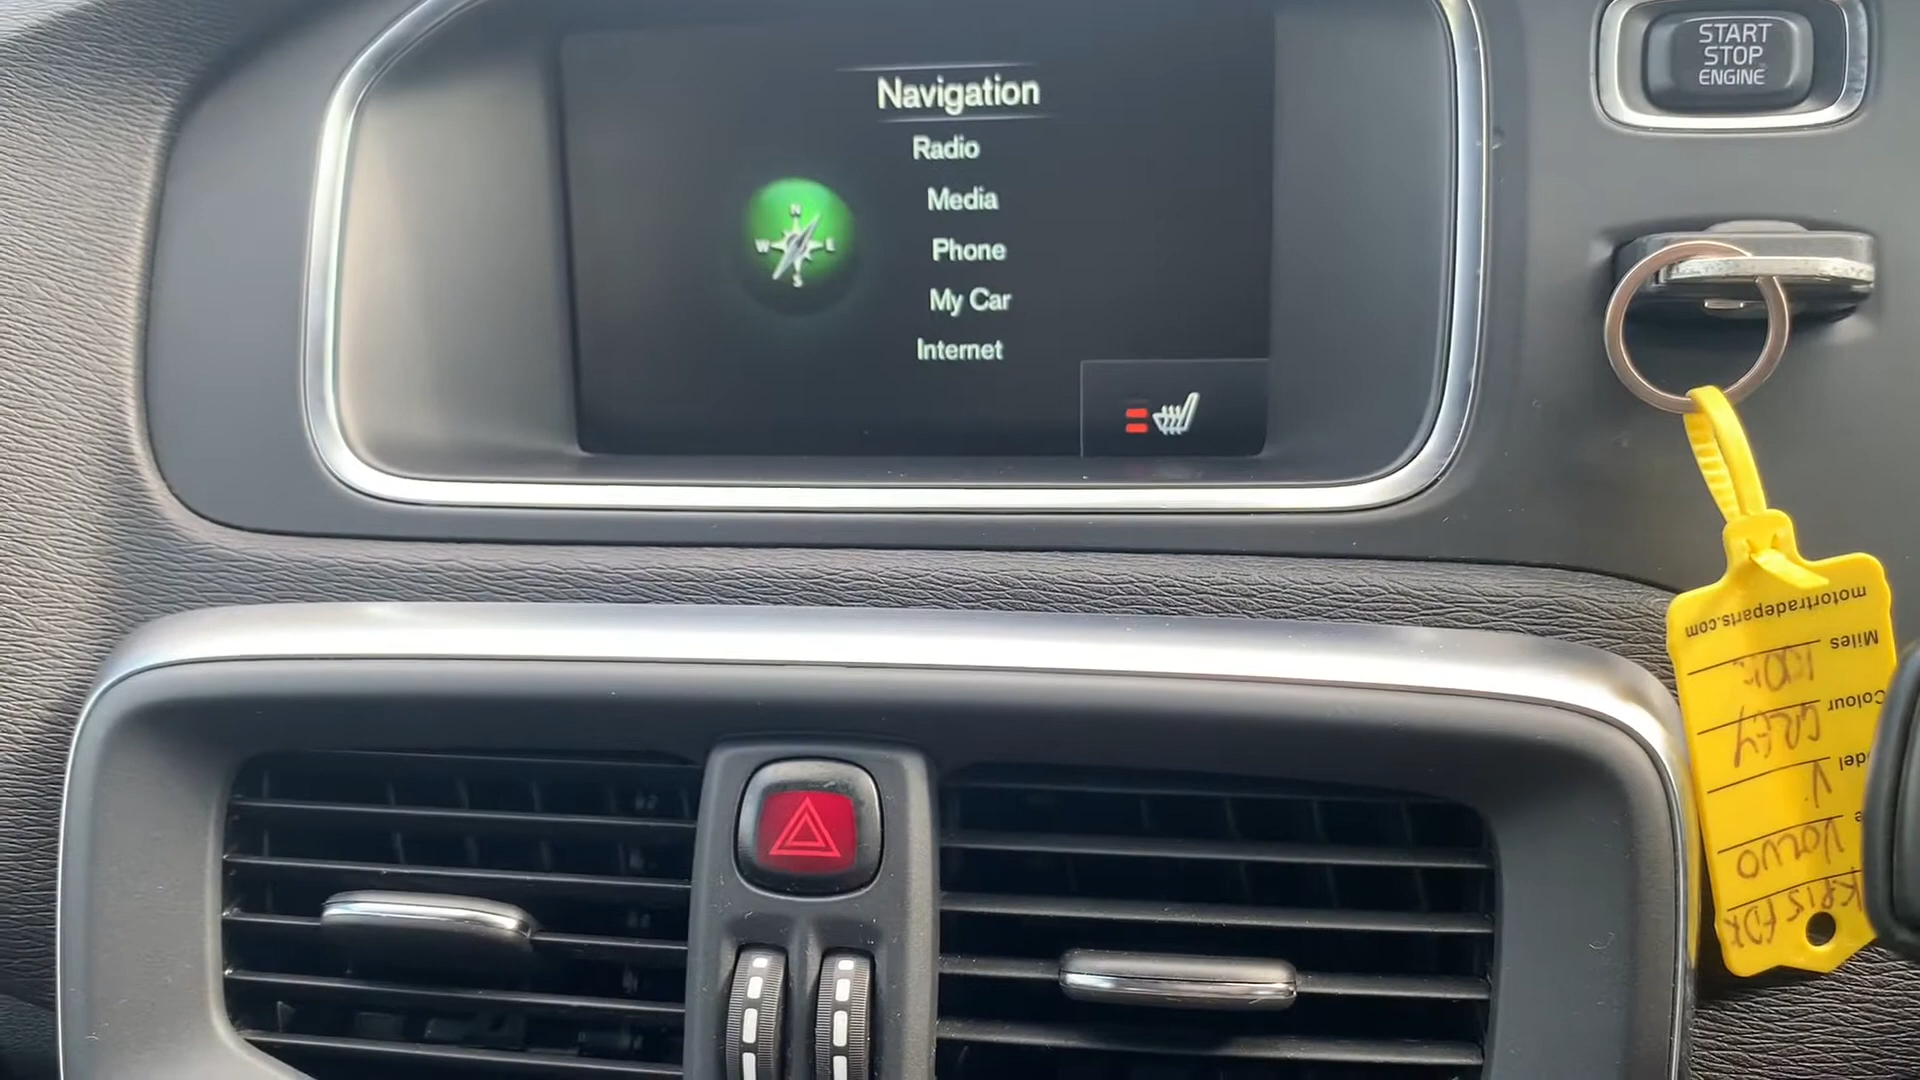 START
STOP
ENGINE
Navigation
Radio
Media
Phone
My Car
Internet
N
W E
S
motortradeparts.com
Miles
Colour
GREY
VOLVO